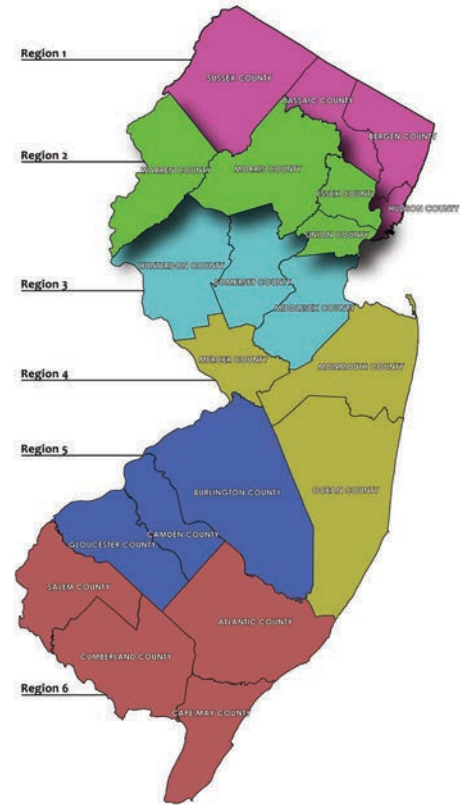 Region 1
SUSSEX COUNTY
PASSAIC COUNTY
BERGEN COUNTY
Region 2
WARREN COUNTY
MORRIS COUNTY
ESSEX COUNTY
HUDSON COUNTY
UNION COUNTY
HUNTERDON COUNTY
SOMERSET COUNTY
Region 3
MIDDLESEX COUNTY
MERCER COUNTY
MONMOUTH COUNTY
Region 4
Region 5
OCEAN COUNTY
BURLINGTON COUNTY
CAMDEN COUNTY
GLOUCESTER COUNTY
SALEM COUNTY
ATLANTIC COUNTY
CUMBERLAND COUNTY
Region 6
CAPE MAY COUNTY